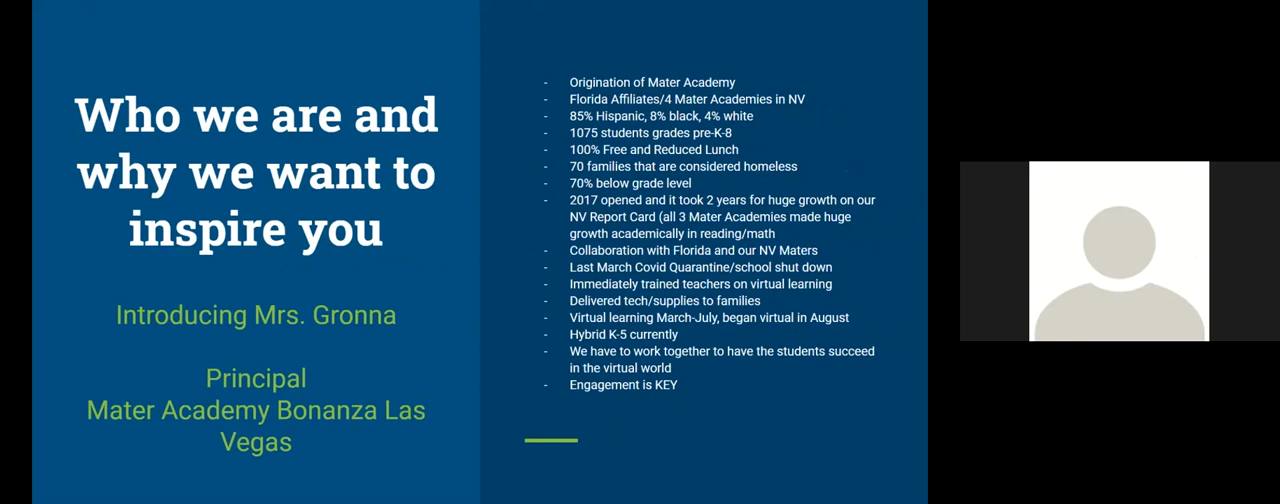 Who we are and
why we want to
inspire you
Introducing Mrs. Gronna
Principal
Mater Academy Bonanza Las
Vegas
- Origination of Mater Academy
- Florida Affiliates/4 Mater Academies in NV
- 85% Hispanic, 8% black, 4% white
- 1075 students grades pre-K-8
- 100% Free and Reduced Lunch
- 70 families that are considered homeless
- 70% below grade level
- 2017 opened and it took 2 years for huge growth on our
NV Report Card (all 3 Mater Academies made huge
growth academically in reading/math
- Collaboration with Florida and our NV Maters
- Last March Covid Quarantine/school shut down
- Immediately trained teachers on virtual learning
- Delivered tech/supplies to families
- Virtual learning March-July, began virtual in August
- Hybrid K-5 currently
- We have to work together to have the students succeed
in the virtual world
- Engagement is KEY